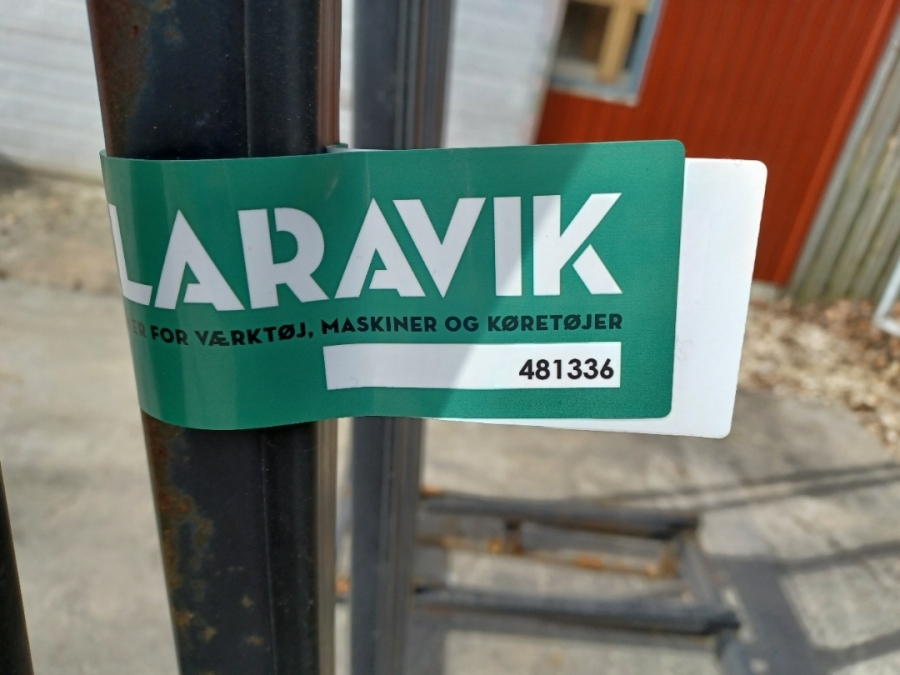 LARAVIK
FOR VÆRKTØJ, MASKINER OG KØRETØJER
481336